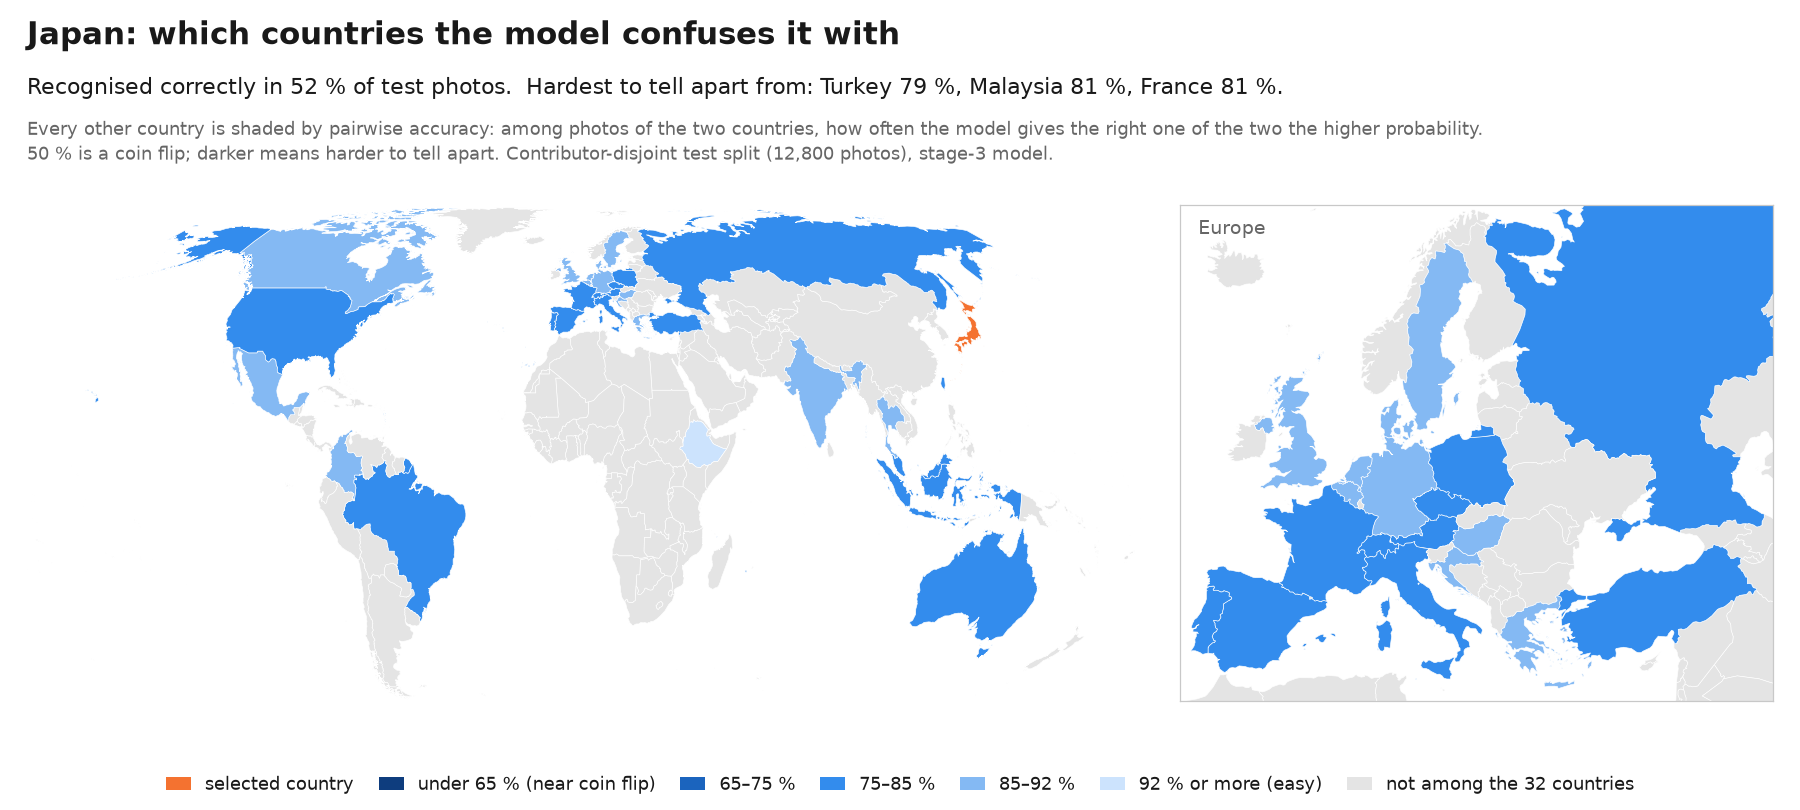 Japan: which countries the model confuses it with
Recognised correctly in 52 % of test photos.  Hardest to tell apart from: Turkey 79 %, Malaysia 81 %, France 81 %.
Every other country is shaded by pairwise accuracy: among photos of the two countries, how often the model gives the right one of the two the higher probability.
50 % is a coin flip; darker means harder to tell apart. Contributor-disjoint test split (12,800 photos), stage-3 model.
Europe
selected country
under 65 % (near coin flip)
65–75 %
75–85 %
85–92 %
92 % or more (easy)
not among the 32 countries